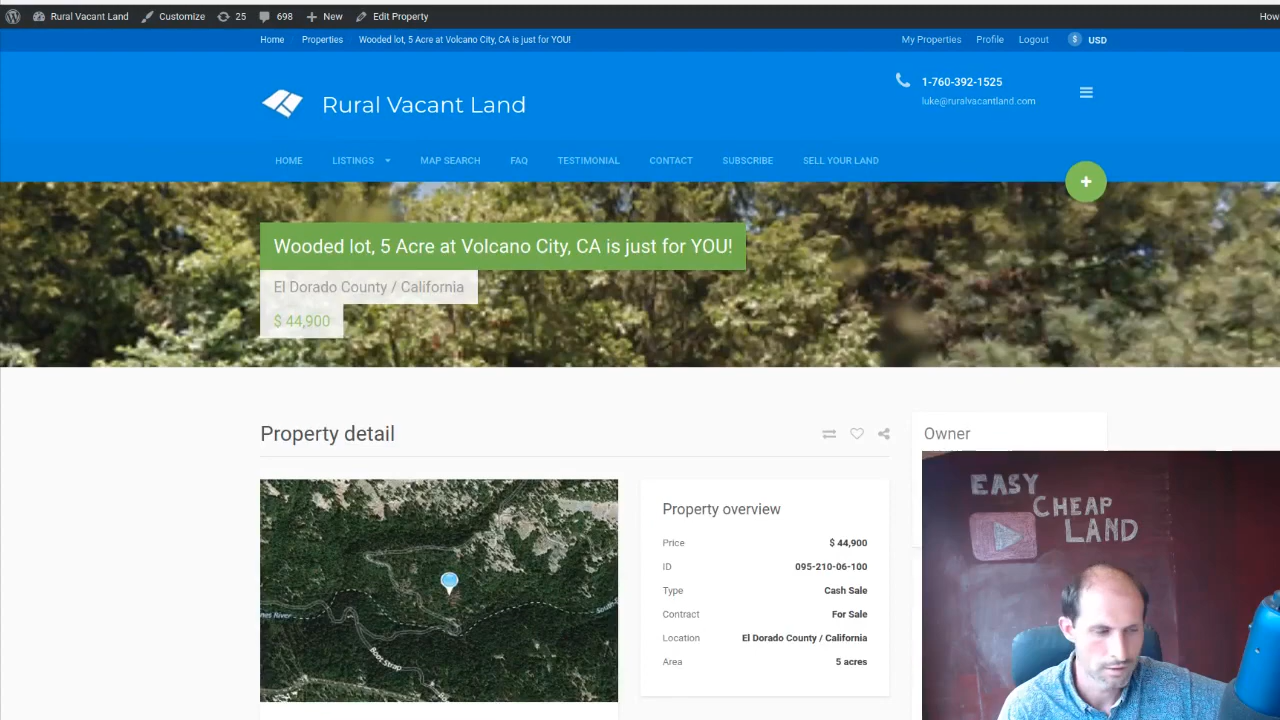 Rural Vacant Land Customize 25 698 New Edit Property How
Home Properties Wooded lot, 5 Acre at Volcano City, CA is just for YOU! My Properties Profile Logout $ USD
1-760-392-1525
luke@ruralvacantland.com
Rural Vacant Land
HOME LISTINGS MAP SEARCH FAQ TESTIMONIAL CONTACT SUBSCRIBE SELL YOUR LAND
Wooded lot, 5 Acre at Volcano City, CA is just for YOU!
El Dorado County / California
$ 44,900
Property detail
Owner
Property overview
Price $ 44,900
ID 095-210-06-100
Type Cash Sale
Contract For Sale
Location El Dorado County / California
Area 5 acres
nes River
South
Boot Strap
EASY
CHEAP
LAND